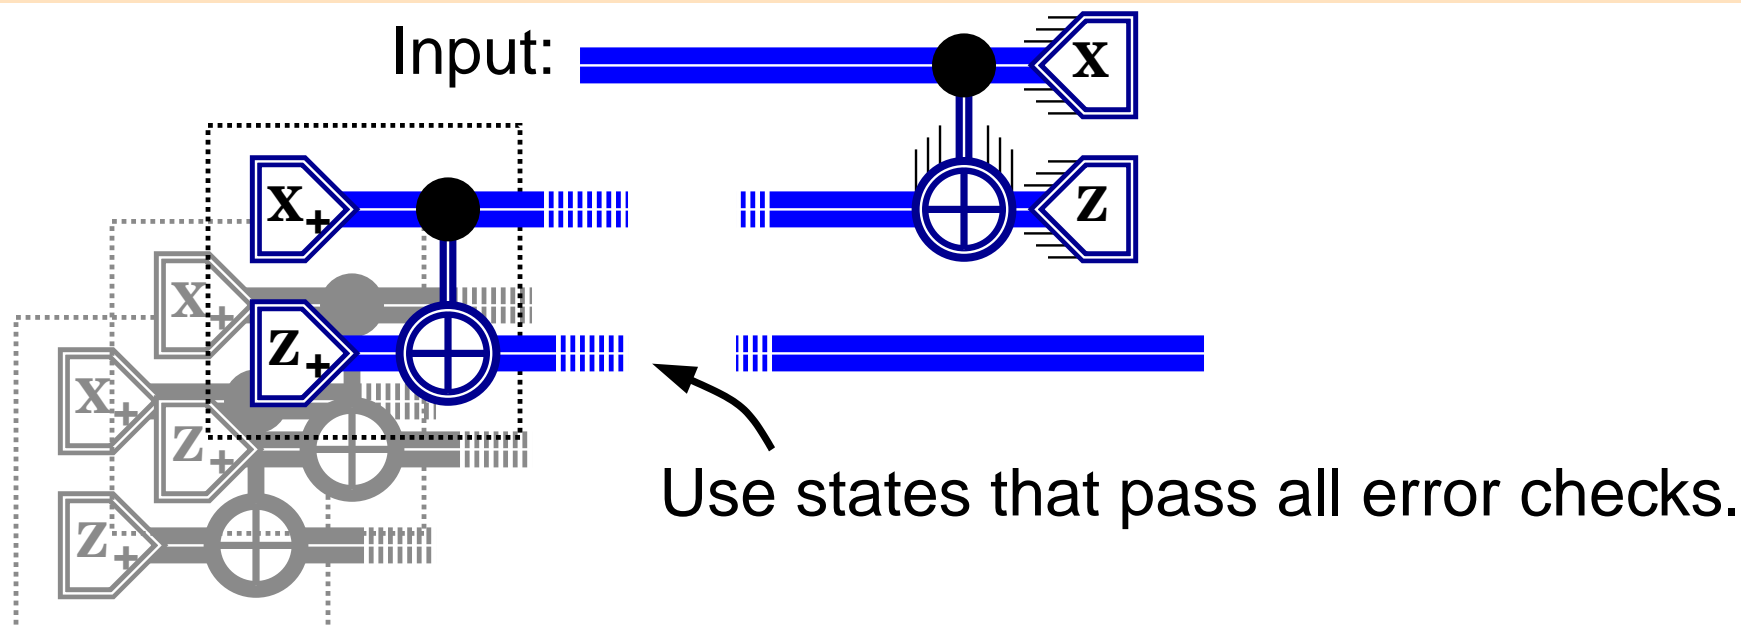 Input:
x
x+
z
x+
z+
x+
z+
Use states that pass all error checks.
z+